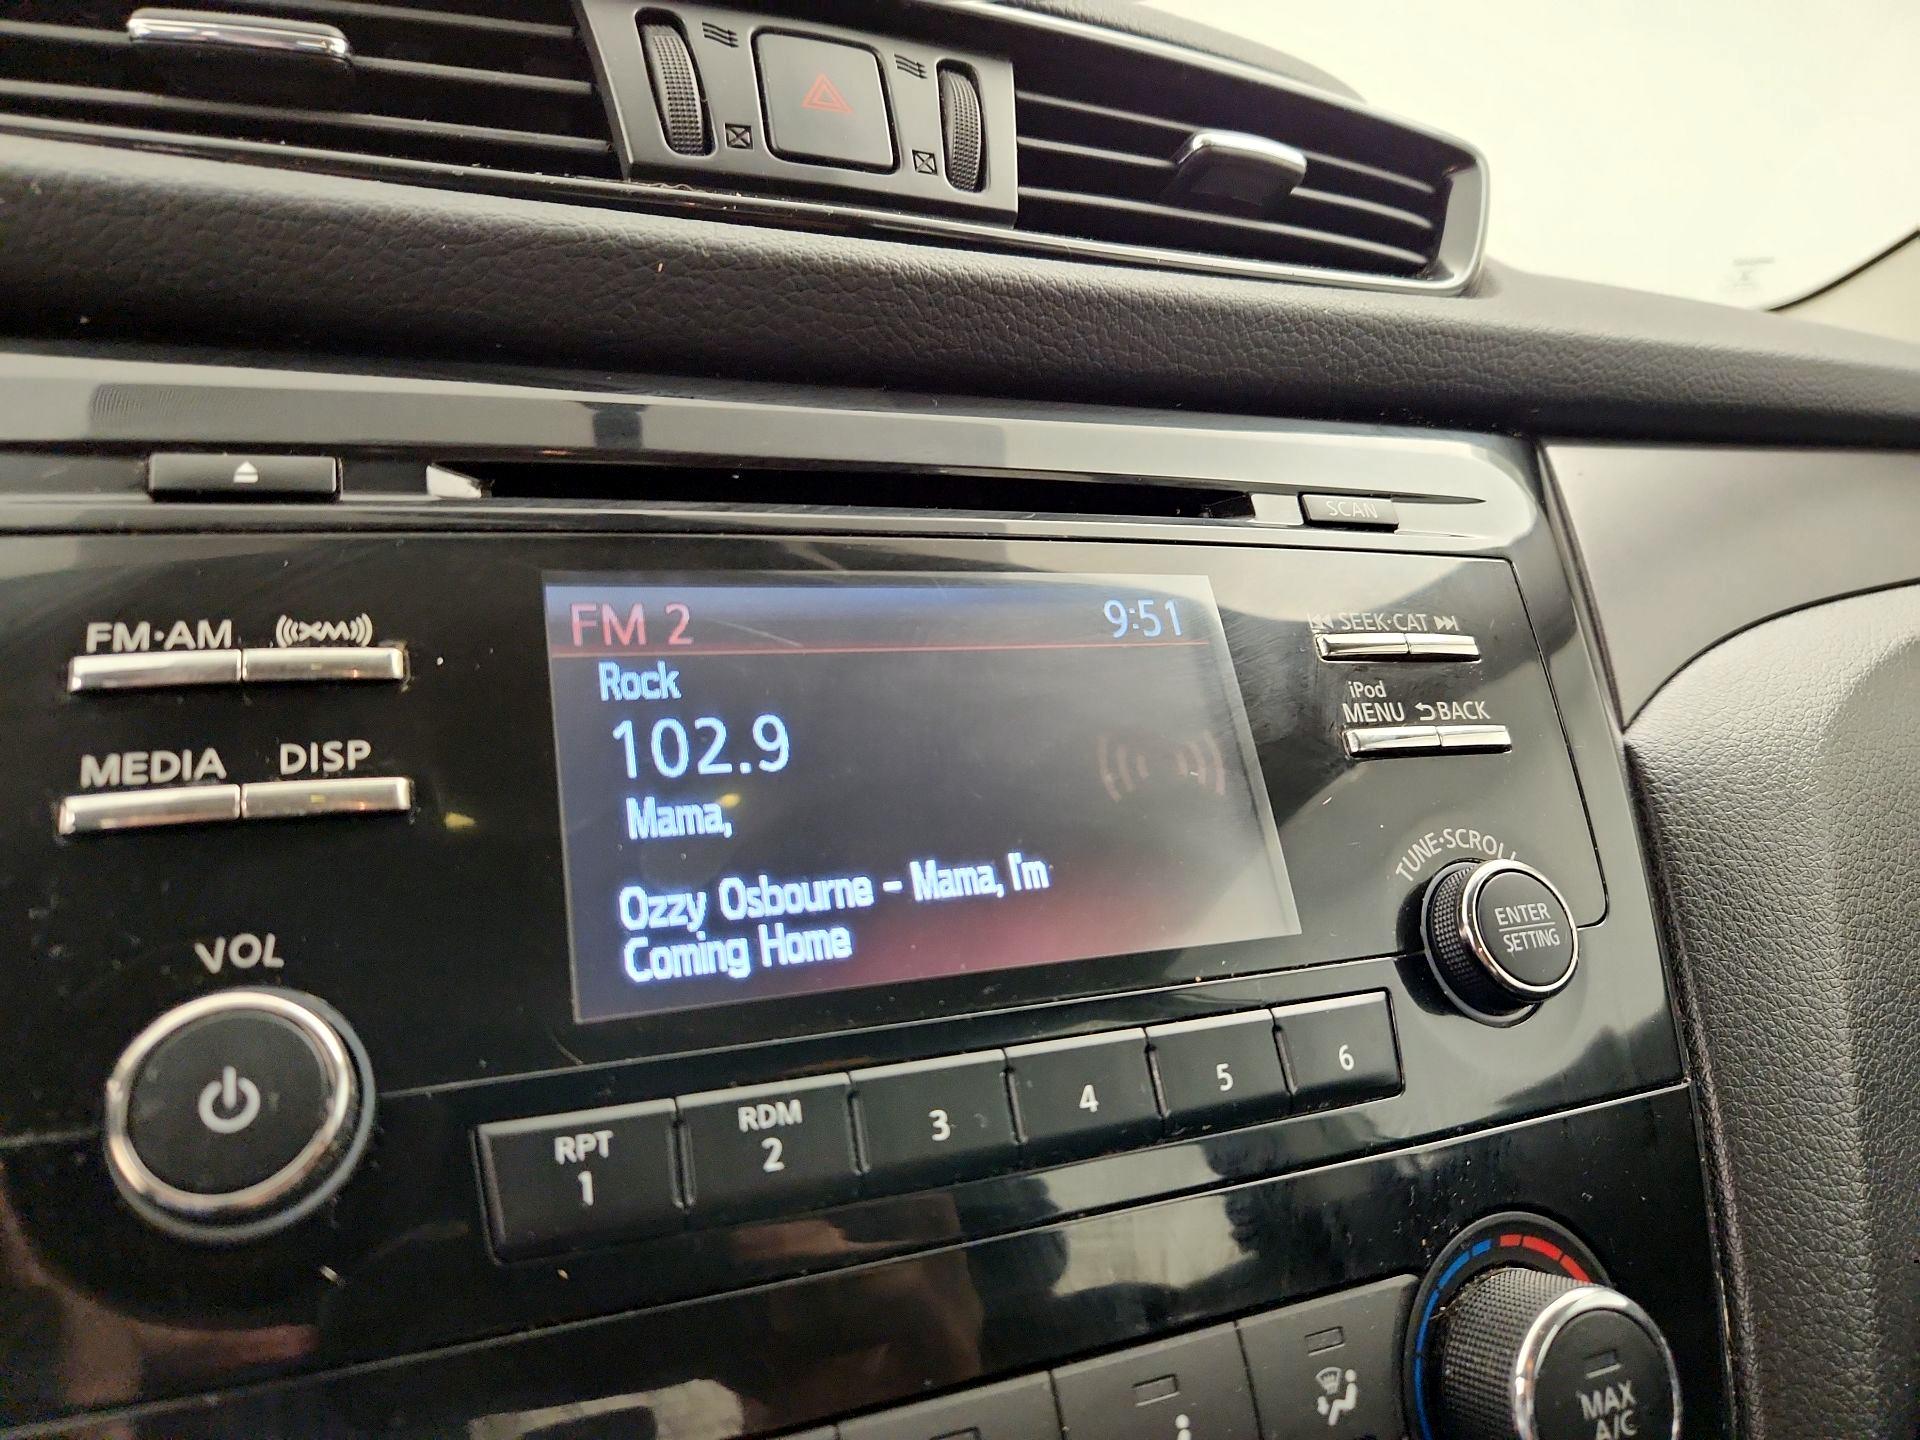 SCAN
FM·AM
XM
MEDIA
DISP
VOL
FM 2 9:51
Rock
102.9
Mama,
Ozzy Osbourne - Mama, I'm
Coming Home
SEEK·CAT
iPod
MENU BACK
TUNE·SCROLL
ENTER
SETTING
RPT
1
RDM
2
3
4
5
6
MAX
A/C